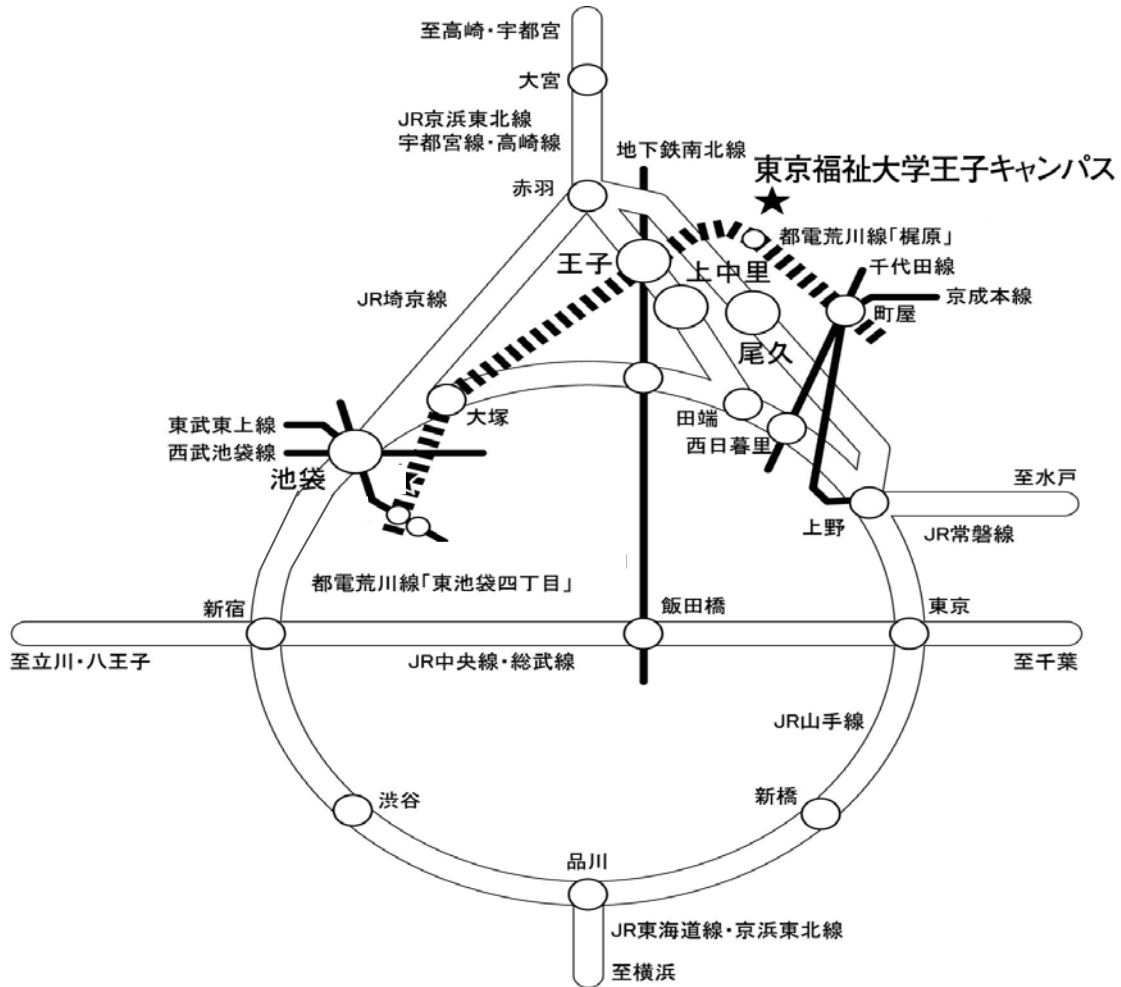 至高崎・宇都宮
大宮
JR京浜東北線
宇都宮線・高崎線
地下鉄南北線
東京福祉大学王子キャンパス
★
赤羽
都電荒川線「梶原」
王子
上中里
千代田線
JR埼京線
京成本線
町屋
尾久
大塚
田端
東武東上線
西武池袋線
西日暮里
池袋
至水戸
上野
JR常磐線
都電荒川線「東池袋四丁目」
新宿
飯田橋
東京
至立川・八王子
JR中央線・総武線
至千葉
JR山手線
渋谷
新橋
品川
JR東海道線・京浜東北線
至横浜